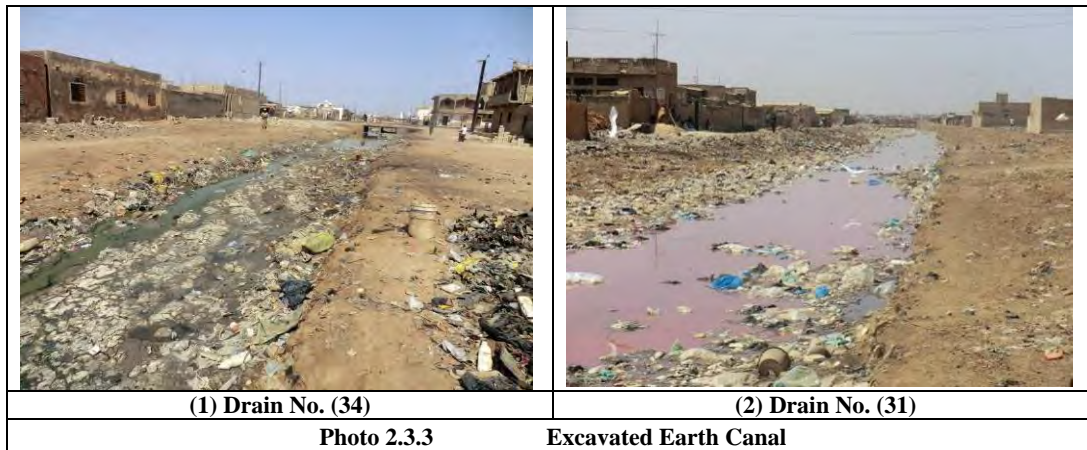 (1) Drain No. (34) (2) Drain No. (31)
Photo 2.3.3 Excavated Earth Canal